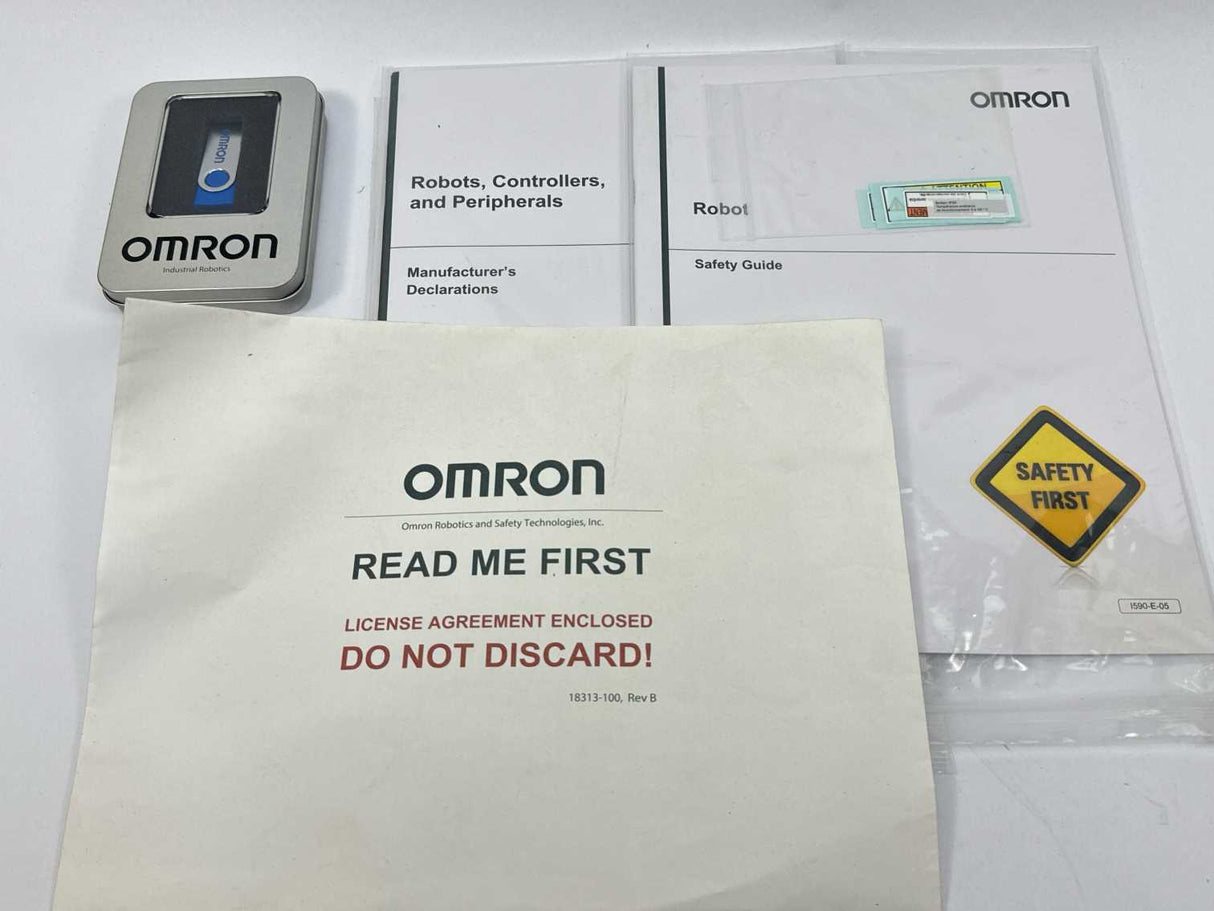 OMRON
OMRON
Industrial Robotics
Robots, Controllers,
and Peripherals
Manufacturer's
Declarations
OMRON
Robot
ATTENTION
Safety Guide
SAFETY
FIRST
I590-E-05
OMRON
Omron Robotics and Safety Technologies, Inc.
READ ME FIRST
LICENSE AGREEMENT ENCLOSED
DO NOT DISCARD!
18313-100, Rev B